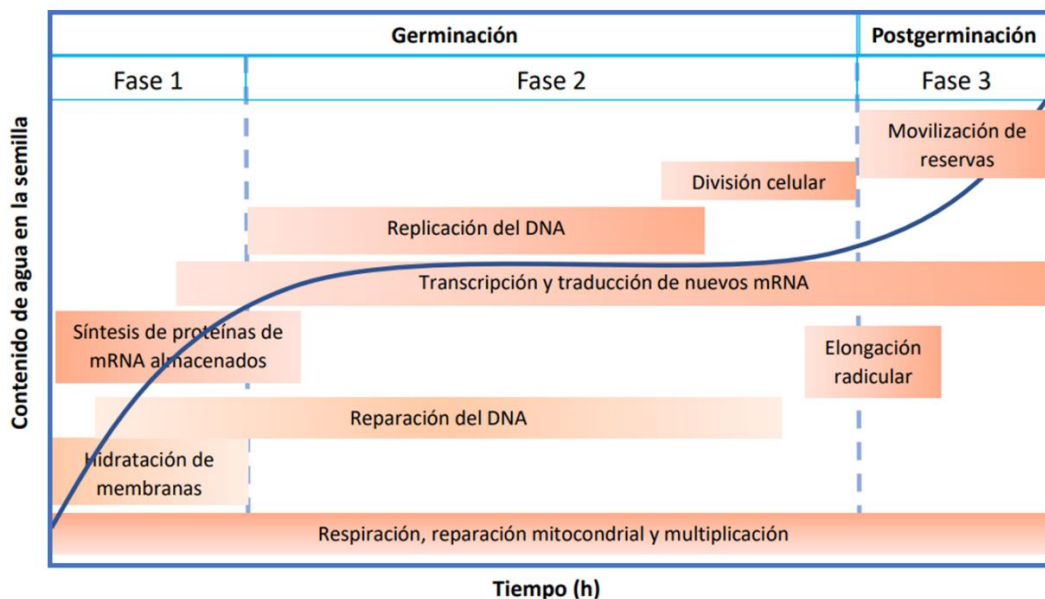 Germinación
Postgerminación
Fase 1
Fase 2
Fase 3
Movilización de
reservas
División celular
Replicación del DNA
Transcripción y traducción de nuevos mRNA
Síntesis de proteínas de
mRNA almacenados
Elongación
radicular
Reparación del DNA
Hidratación de
membranas
Respiración, reparación mitocondrial y multiplicación
Contenido de agua en la semilla
Tiempo (h)